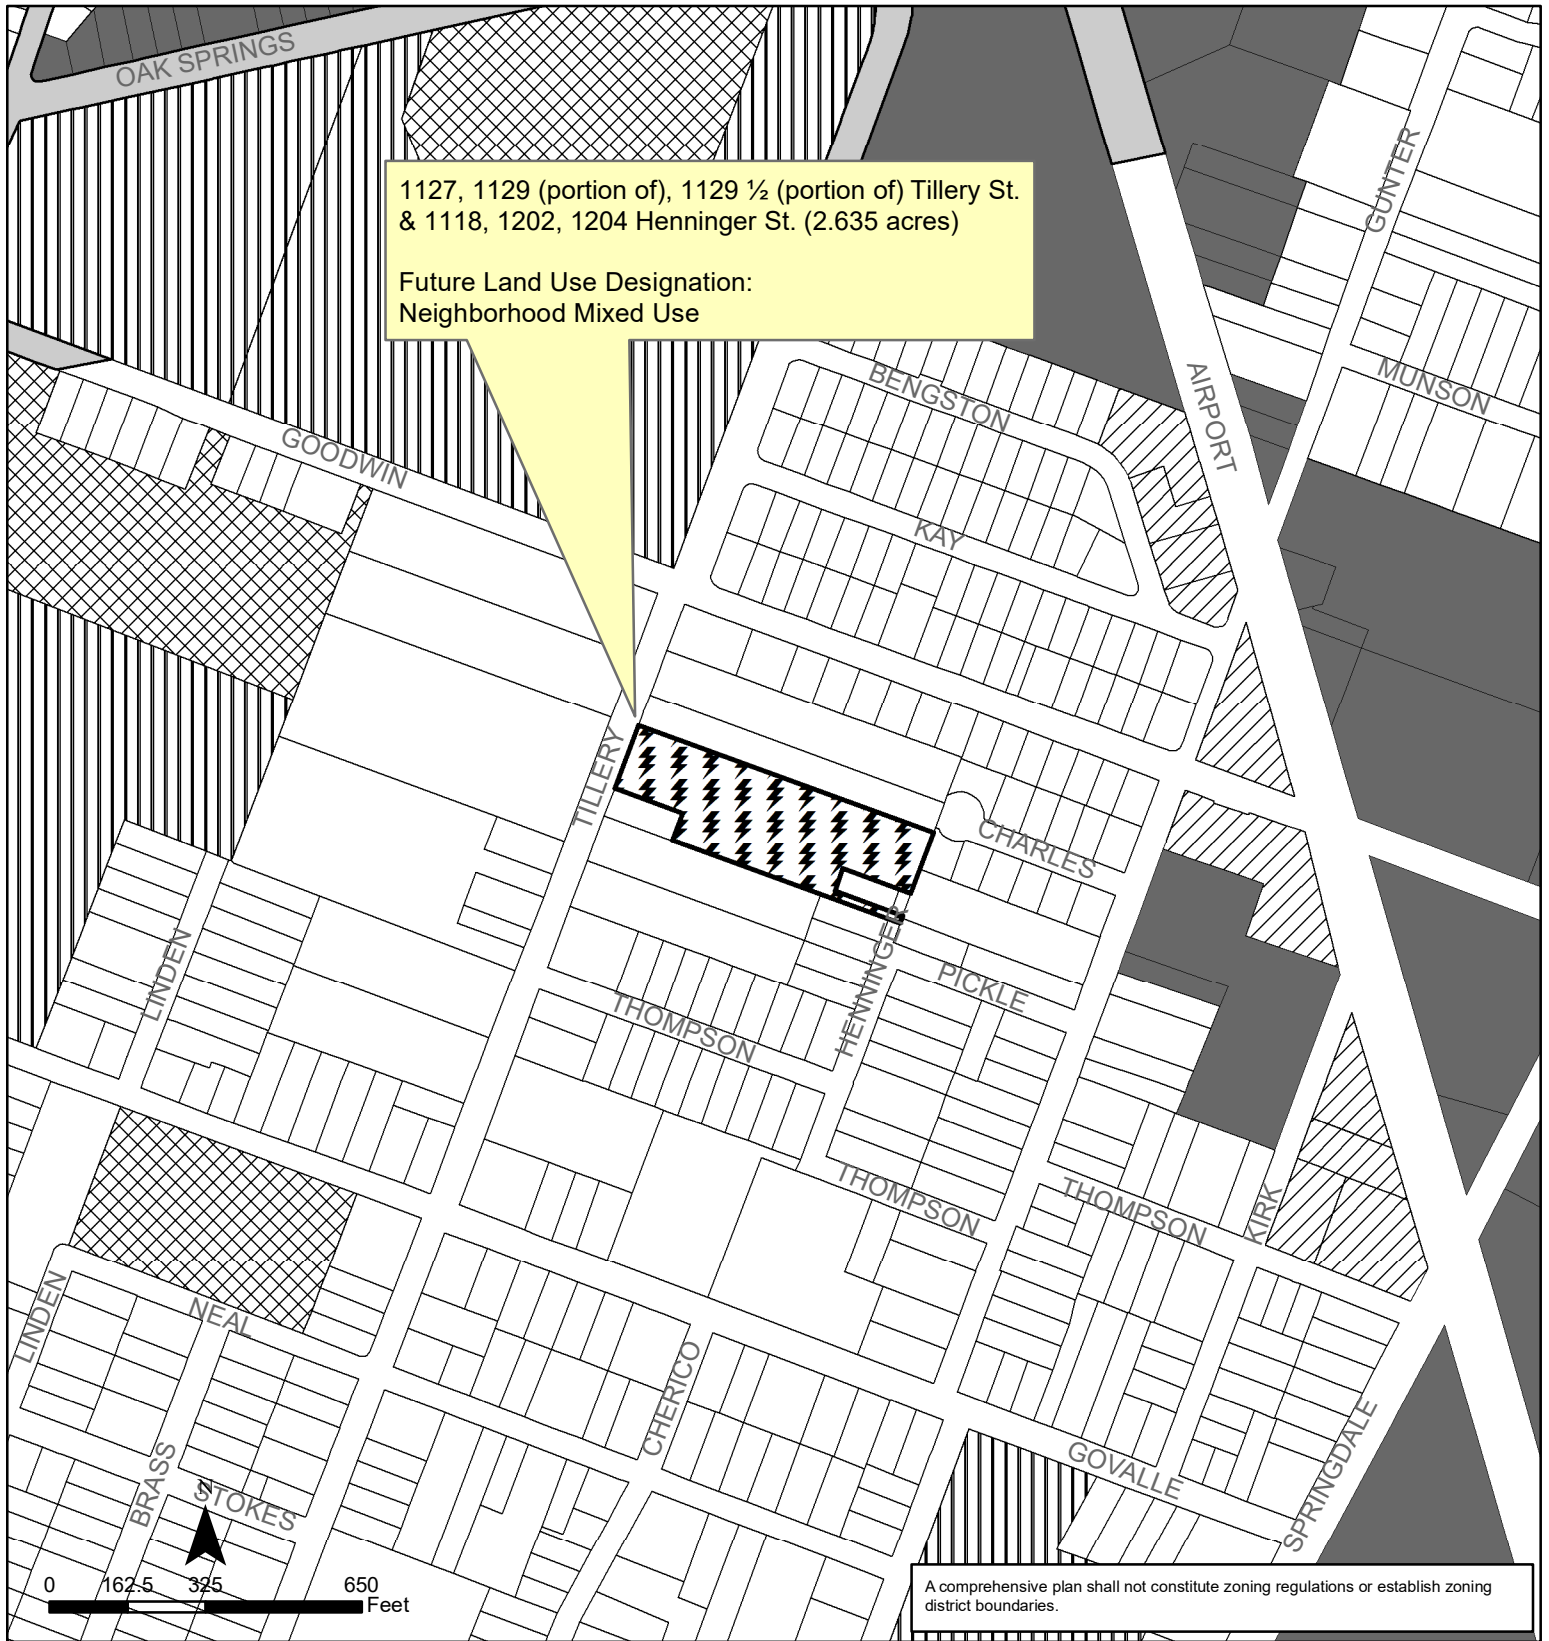 OAK SPRINGS
1127, 1129 (portion of), 1129 ½ (portion of) Tillery St.
& 1118, 1202, 1204 Henninger St. (2.635 acres)
Future Land Use Designation:
Neighborhood Mixed Use
GUNTER
MUNSON
AIRPORT
BENGSTON
GOODWIN
KAY
TILLERY
CHARLES
LINDEN
HENNINGER
PICKLE
THOMPSON
THOMPSON
THOMPSON
KIRK
LINDEN
NEAL
CHERICO
BRASS
STOKES
GOVALLE
SPRINGDALE
N
0 162.5 325 650
Feet
A comprehensive plan shall not constitute zoning regulations or establish zoning
district boundaries.